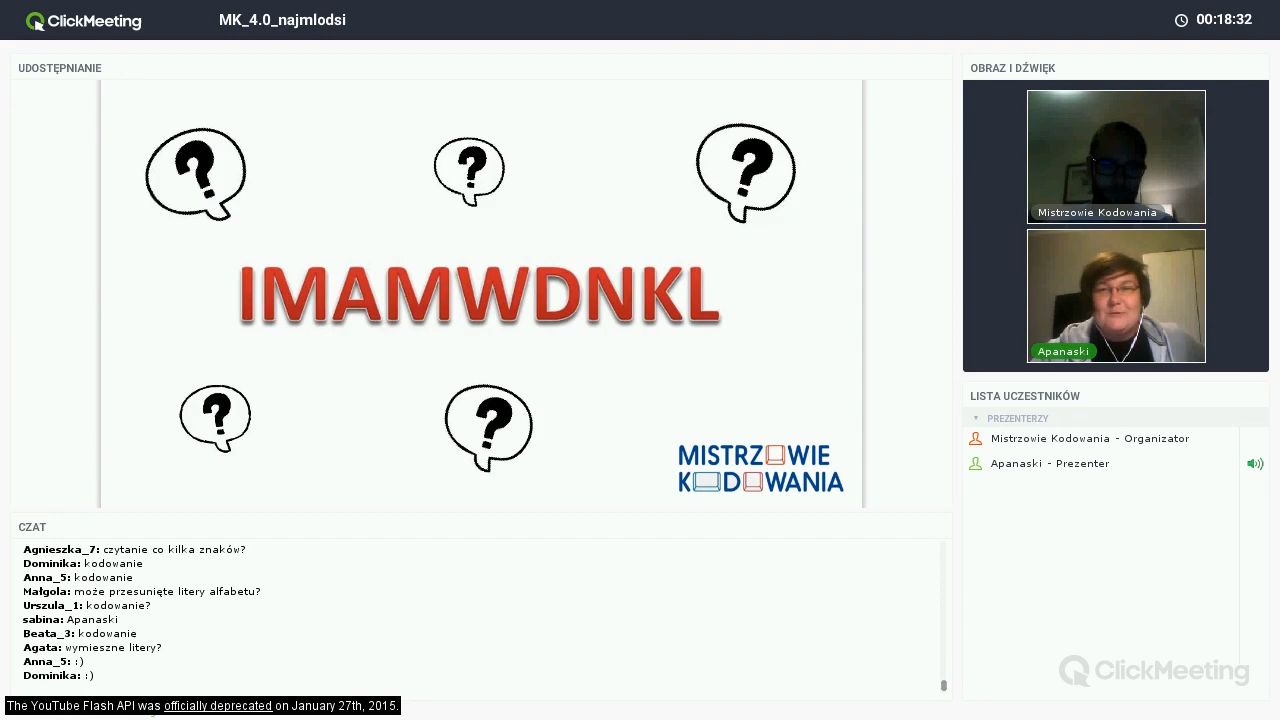 ClickMeeting
MK_4.0_najmlodsi
00:18:32
UDOSTĘPNIANIE
IMAMWDNKL
MISTRZOWIE
KODOWANIA
OBRAZ I DŹWIĘK
Mistrzowie Kodowania
Apanaski
LISTA UCZESTNIKÓW
PREZENTERZY
Mistrzowie Kodowania - Organizator
Apanaski - Prezenter
CZAT
Agnieszka_7: czytanie co kilka znaków?
Dominika: kodowanie
Anna_5: kodowanie
Małgola: może przesunięte litery alfabetu?
Urszula_1: kodowanie?
sabina: Apanaski
Beata_3: kodowanie
Agata: wymieszne litery?
Anna_5: :)
Dominika: :)
ClickMeeting
The YouTube Flash API was officially deprecated on January 27th, 2015.